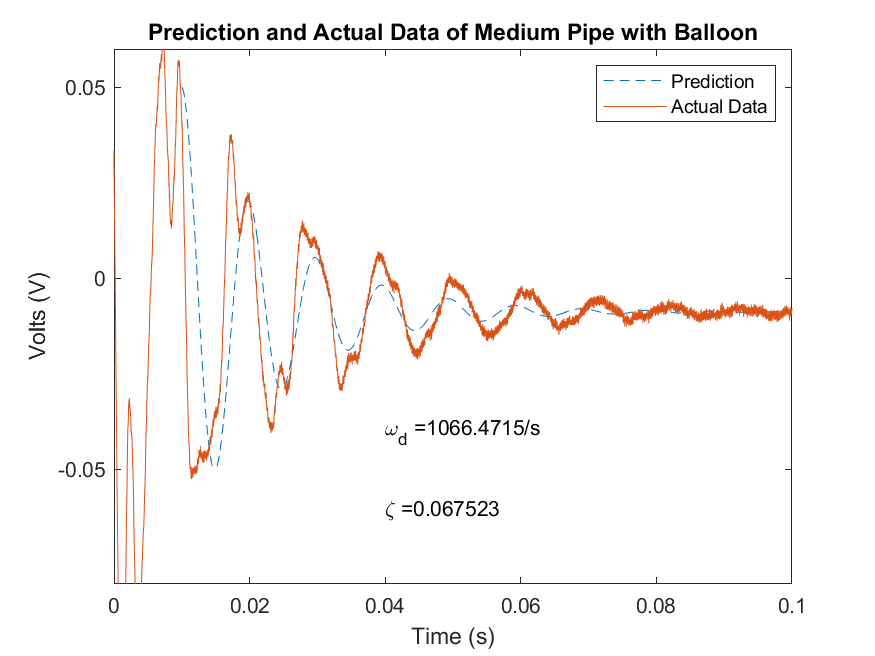 Prediction and Actual Data of Medium Pipe with Balloon
Prediction
Actual Data
0.05
0
-0.05
Volts (V)
ω_d =1066.4715/s
ζ =0.067523
0
0.02
0.04
0.06
0.08
0.1
Time (s)